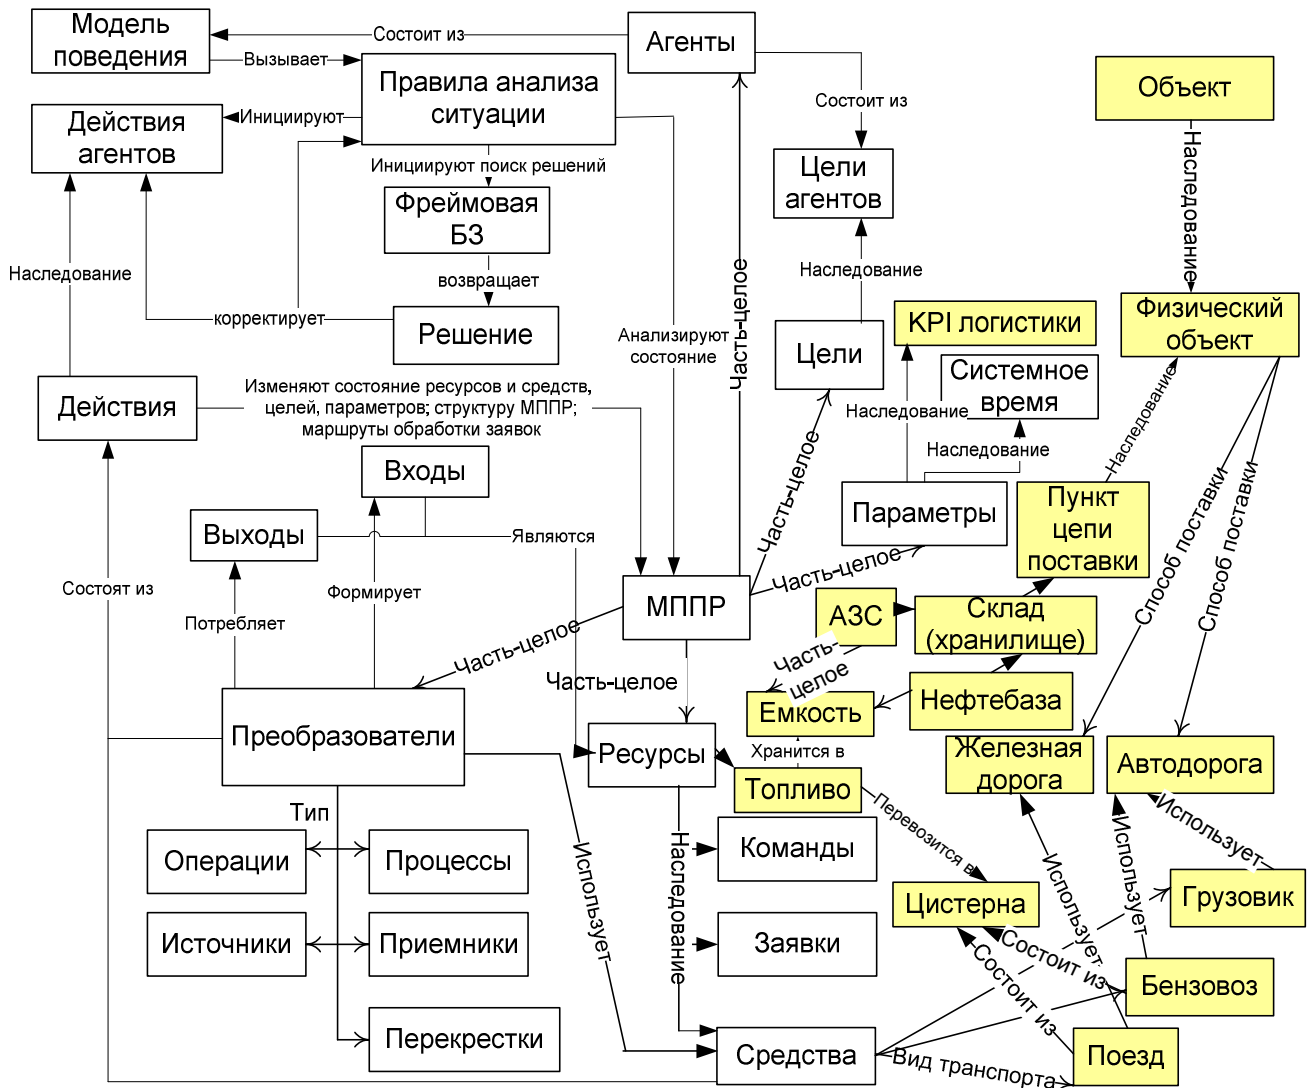 Модель
поведения
Состоит из
Агенты
Вызывает
Правила анализа
ситуации
Состоит из
Объект
Действия
агентов
Инициируют
Инициируют поиск решений
Цели
агентов
Наследование
Фреймовая
БЗ
Наследование
возвращает
Наследование
Часть-целое
корректирует
Решение
Анализируют
состояние
Цели
KPI логистики
Физический
объект
Действия
Изменяют состояние ресурсов и средств,
целей, параметров; структуру МППР;
маршруты обработки заявок
Системное
время
Наследование
Наследование
Наследование
Входы
Часть-целое
Параметры
Пункт
цепи
поставки
Способ поставки
Способ поставки
Выходы
Являются
Часть-целое
Состоят из
Формирует
Потребляет
МППР
АЗС
Склад
(хранилище)
Часть-целое
Часть-целое
Часть-
целое
Нефтебаза
Емкость
Преобразователи
Ресурсы
Хранится в
Железная
дорога
Автодорога
Топливо
Тип
Перевозится в
Использует
Операции
Процессы
Использует
Наследование
Команды
Использует
Использует
Цистерна
Грузовик
Источники
Приемники
Заявки
Состоит из
Состоит из
Бензовоз
Перекрестки
Средства
Вид транспорта
Поезд